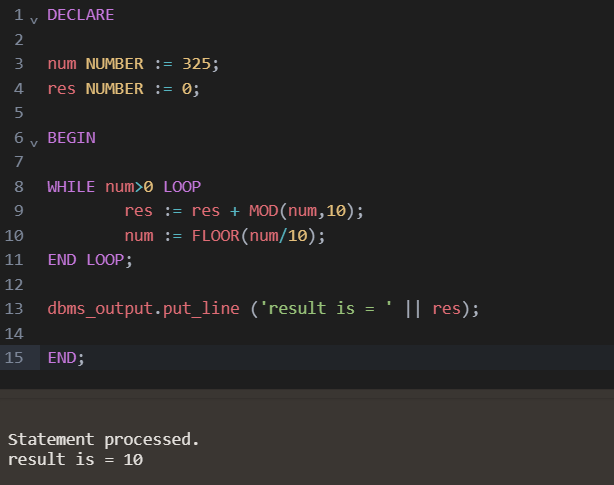 1 DECLARE
2
3 num NUMBER := 325;
4 res NUMBER := 0;
5
6 BEGIN
7
8 WHILE num>0 LOOP
9         res := res + MOD(num,10);
10         num := FLOOR(num/10);
11 END LOOP;
12
13 dbms_output.put_line ('result is = ' || res);
14
15 END;
Statement processed.
result is = 10